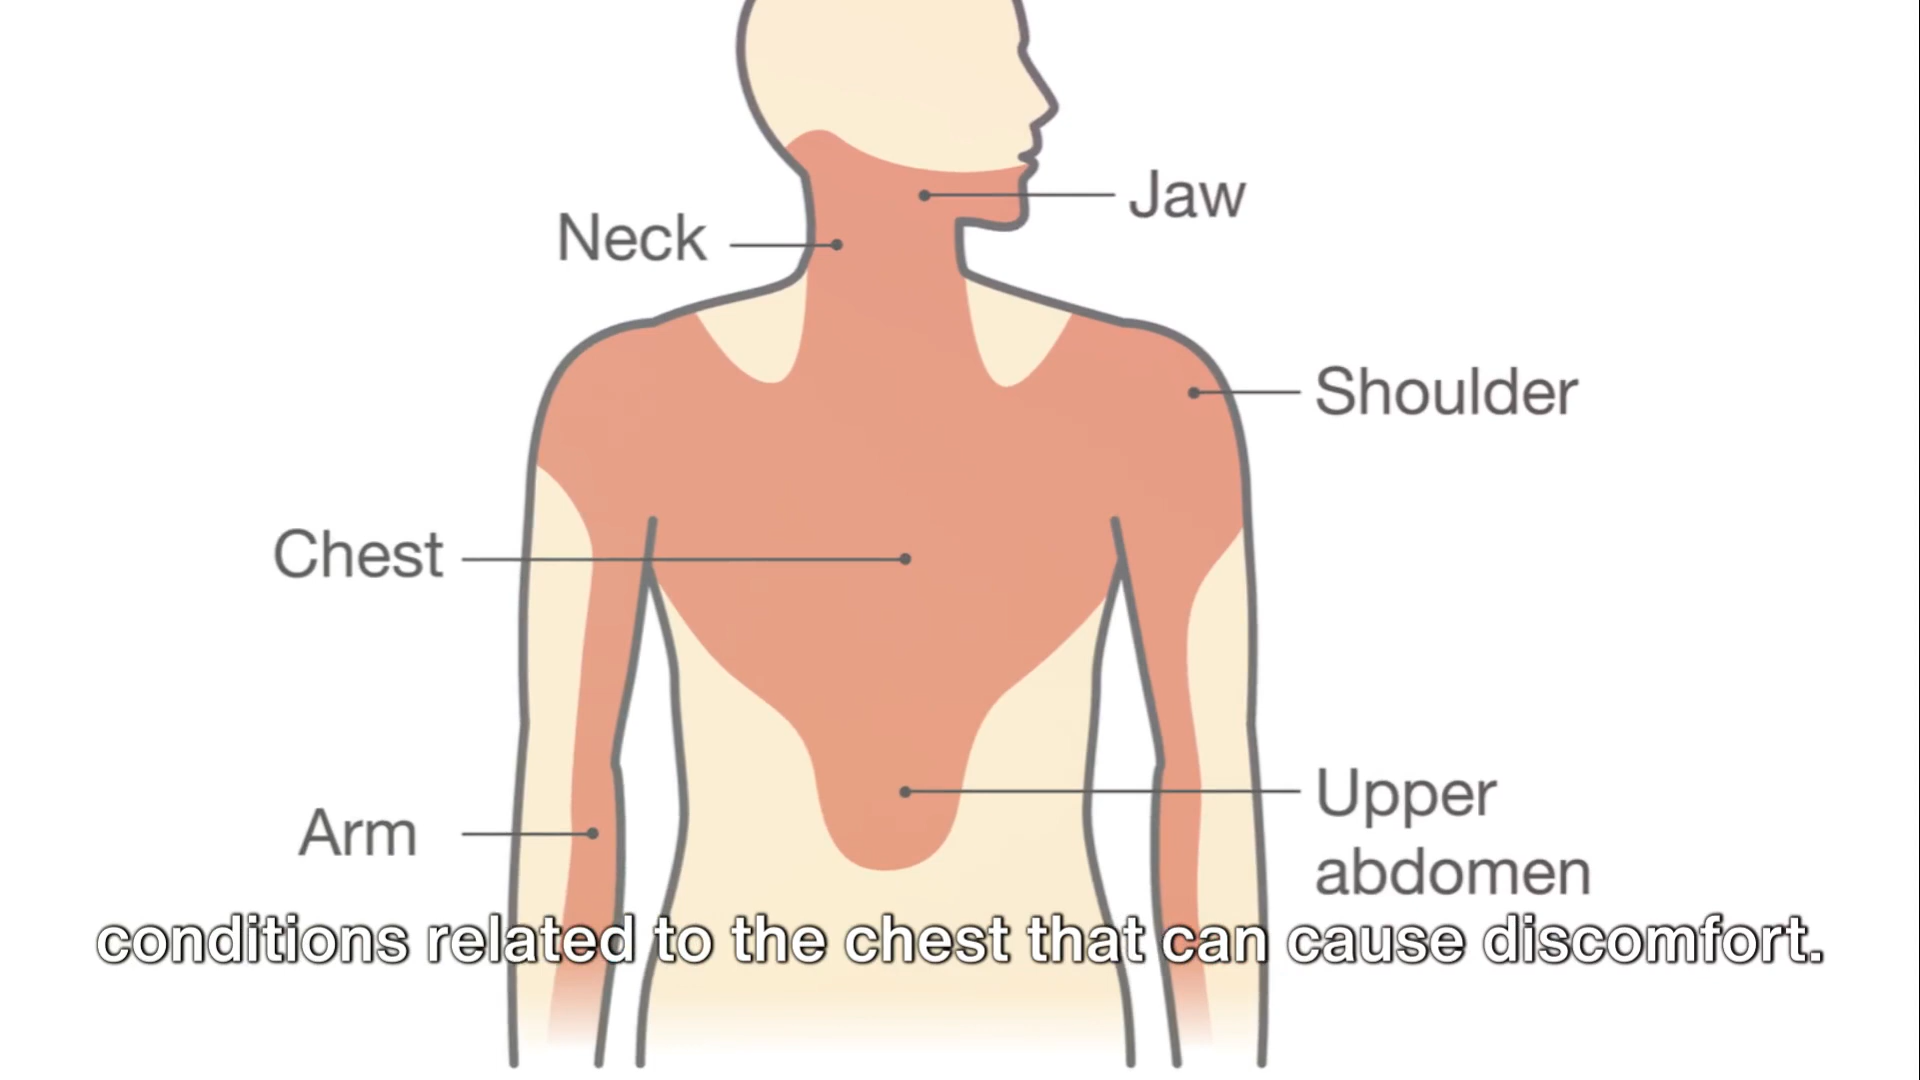 Jaw
Neck
Shoulder
Chest
Upper
abdomen
Arm
conditions related to the chest that can cause discomfort.